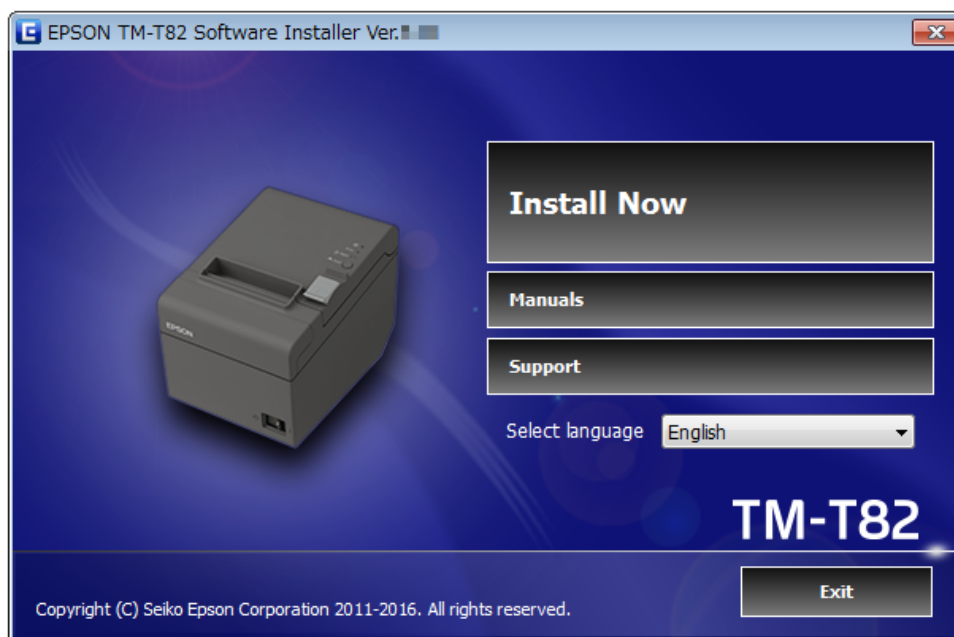 EPSON TM-T82 Software Installer Ver.
Install Now
Manuals
Support
Select language English
EPSON
TM-T82
Exit
Copyright (C) Seiko Epson Corporation 2011-2016. All rights reserved.